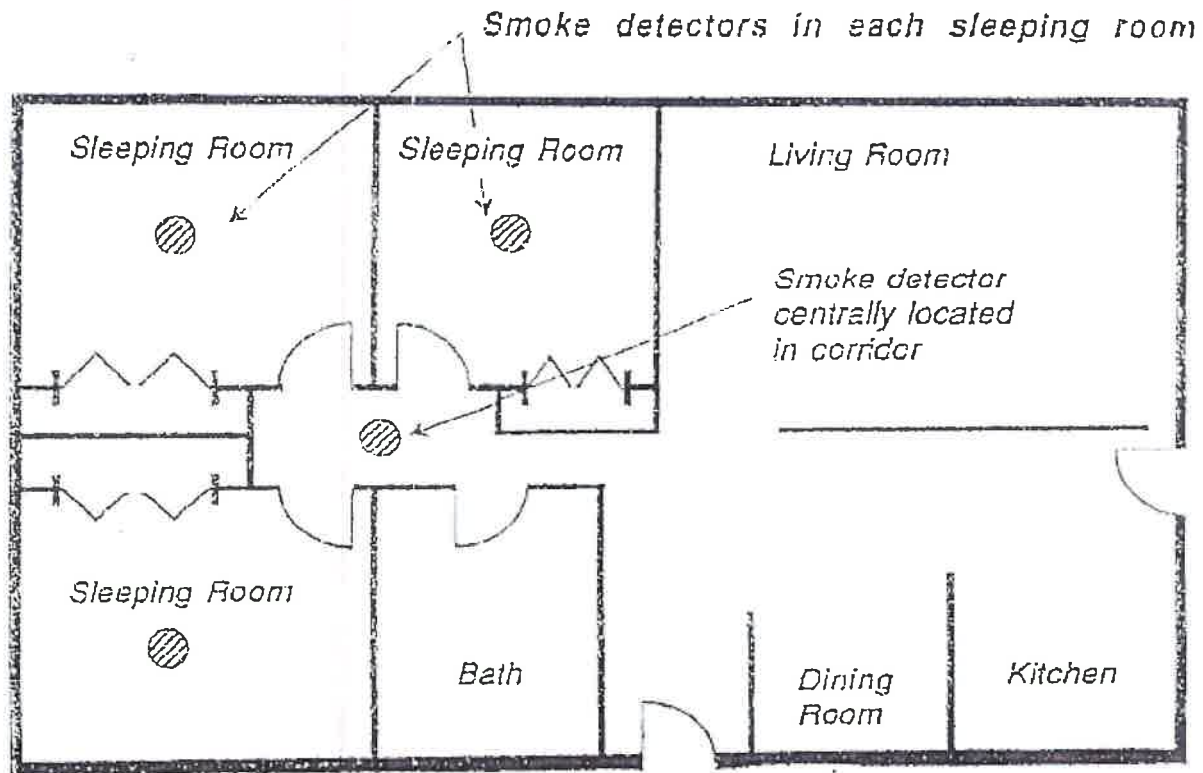 Smoke detectors in each sleeping room
Sleeping Room
Sleeping Room
Living Room
Smoke detector
centrally located
in corridor
Sleeping Room
Bath
Dining
Room
Kitchen